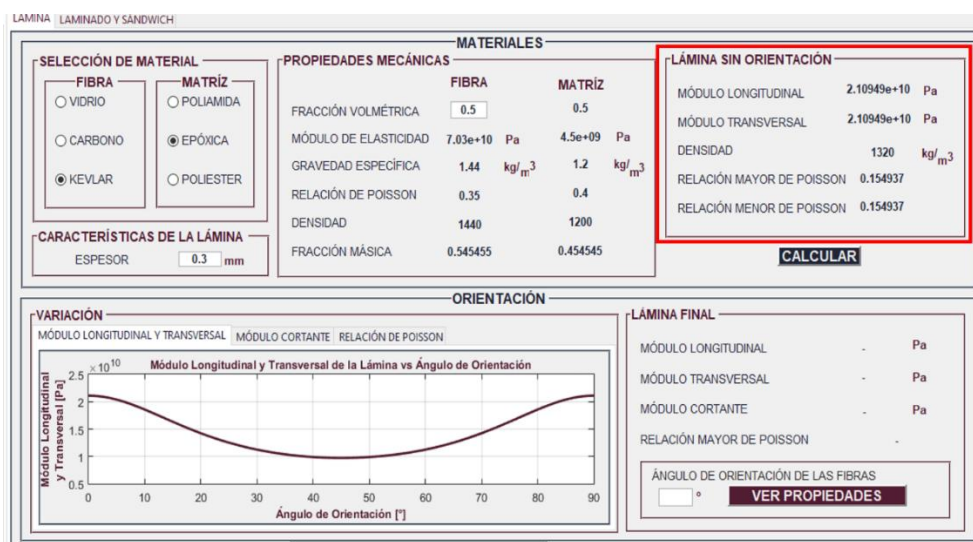 LAMINA LAMINADO Y SÁNDWICH
MATERIALES
SELECCIÓN DE MATERIAL
FIBRA MATRÍZ
VIDRIO POLIAMIDA
CARBONO EPÓXICA
KEVLAR POLIESTER
CARACTERÍSTICAS DE LA LÁMINA
ESPESOR 0.3 mm
PROPIEDADES MECÁNICAS
FIBRA MATRÍZ
FRACCIÓN VOLMÉTRICA 0.5 0.5
MÓDULO DE ELASTICIDAD 7.03e+10 Pa 4.5e+09 Pa
GRAVEDAD ESPECÍFICA 1.44 kg/m3 1.2 kg/m3
RELACIÓN DE POISSON 0.35 0.4
DENSIDAD 1440 1200
FRACCIÓN MÁSICA 0.545455 0.454545
LÁMINA SIN ORIENTACIÓN
MÓDULO LONGITUDINAL 2.10949e+10 Pa
MÓDULO TRANSVERSAL 2.10949e+10 Pa
DENSIDAD 1320 kg/m3
RELACIÓN MAYOR DE POISSON 0.154937
RELACIÓN MENOR DE POISSON 0.154937
CALCULAR
ORIENTACIÓN
VARIACIÓN
MÓDULO LONGITUDINAL Y TRANSVERSAL MÓDULO CORTANTE RELACIÓN DE POISSON
Módulo Longitudinal y Transversal de la Lámina vs Ángulo de Orientación
× 10^10
Módulo Longitudinal
y Transversal [Pa]
2.5
2
1.5
1
0.5
0 10 20 30 40 50 60 70 80 90
Ángulo de Orientación [°]
LÁMINA FINAL
MÓDULO LONGITUDINAL - Pa
MÓDULO TRANSVERSAL - Pa
MÓDULO CORTANTE - Pa
RELACIÓN MAYOR DE POISSON -
ÁNGULO DE ORIENTACIÓN DE LAS FIBRAS
° VER PROPIEDADES